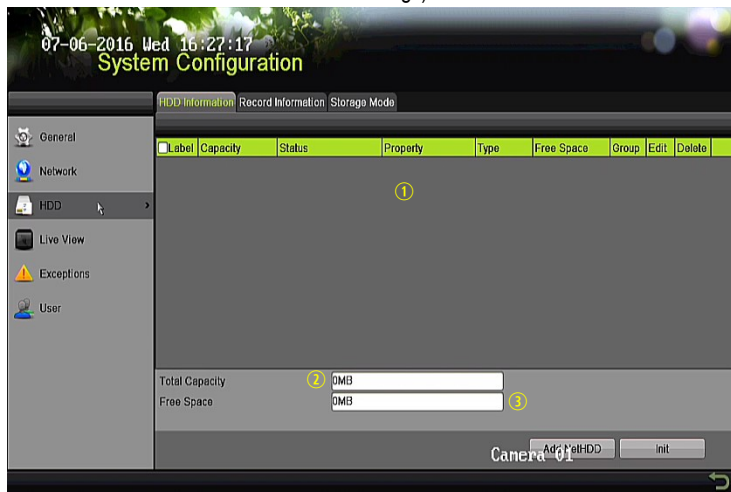 07-06-2016 Wed 16:27:17
System Configuration
HDD Information Record Information Storage Mode
General
Network
HDD
Live View
Exceptions
User
Label Capacity Status Property Type Free Space Group Edit Delete
①
Total Capacity ② 0MB
Free Space 0MB ③
Add NetHDD Init
Camera 01